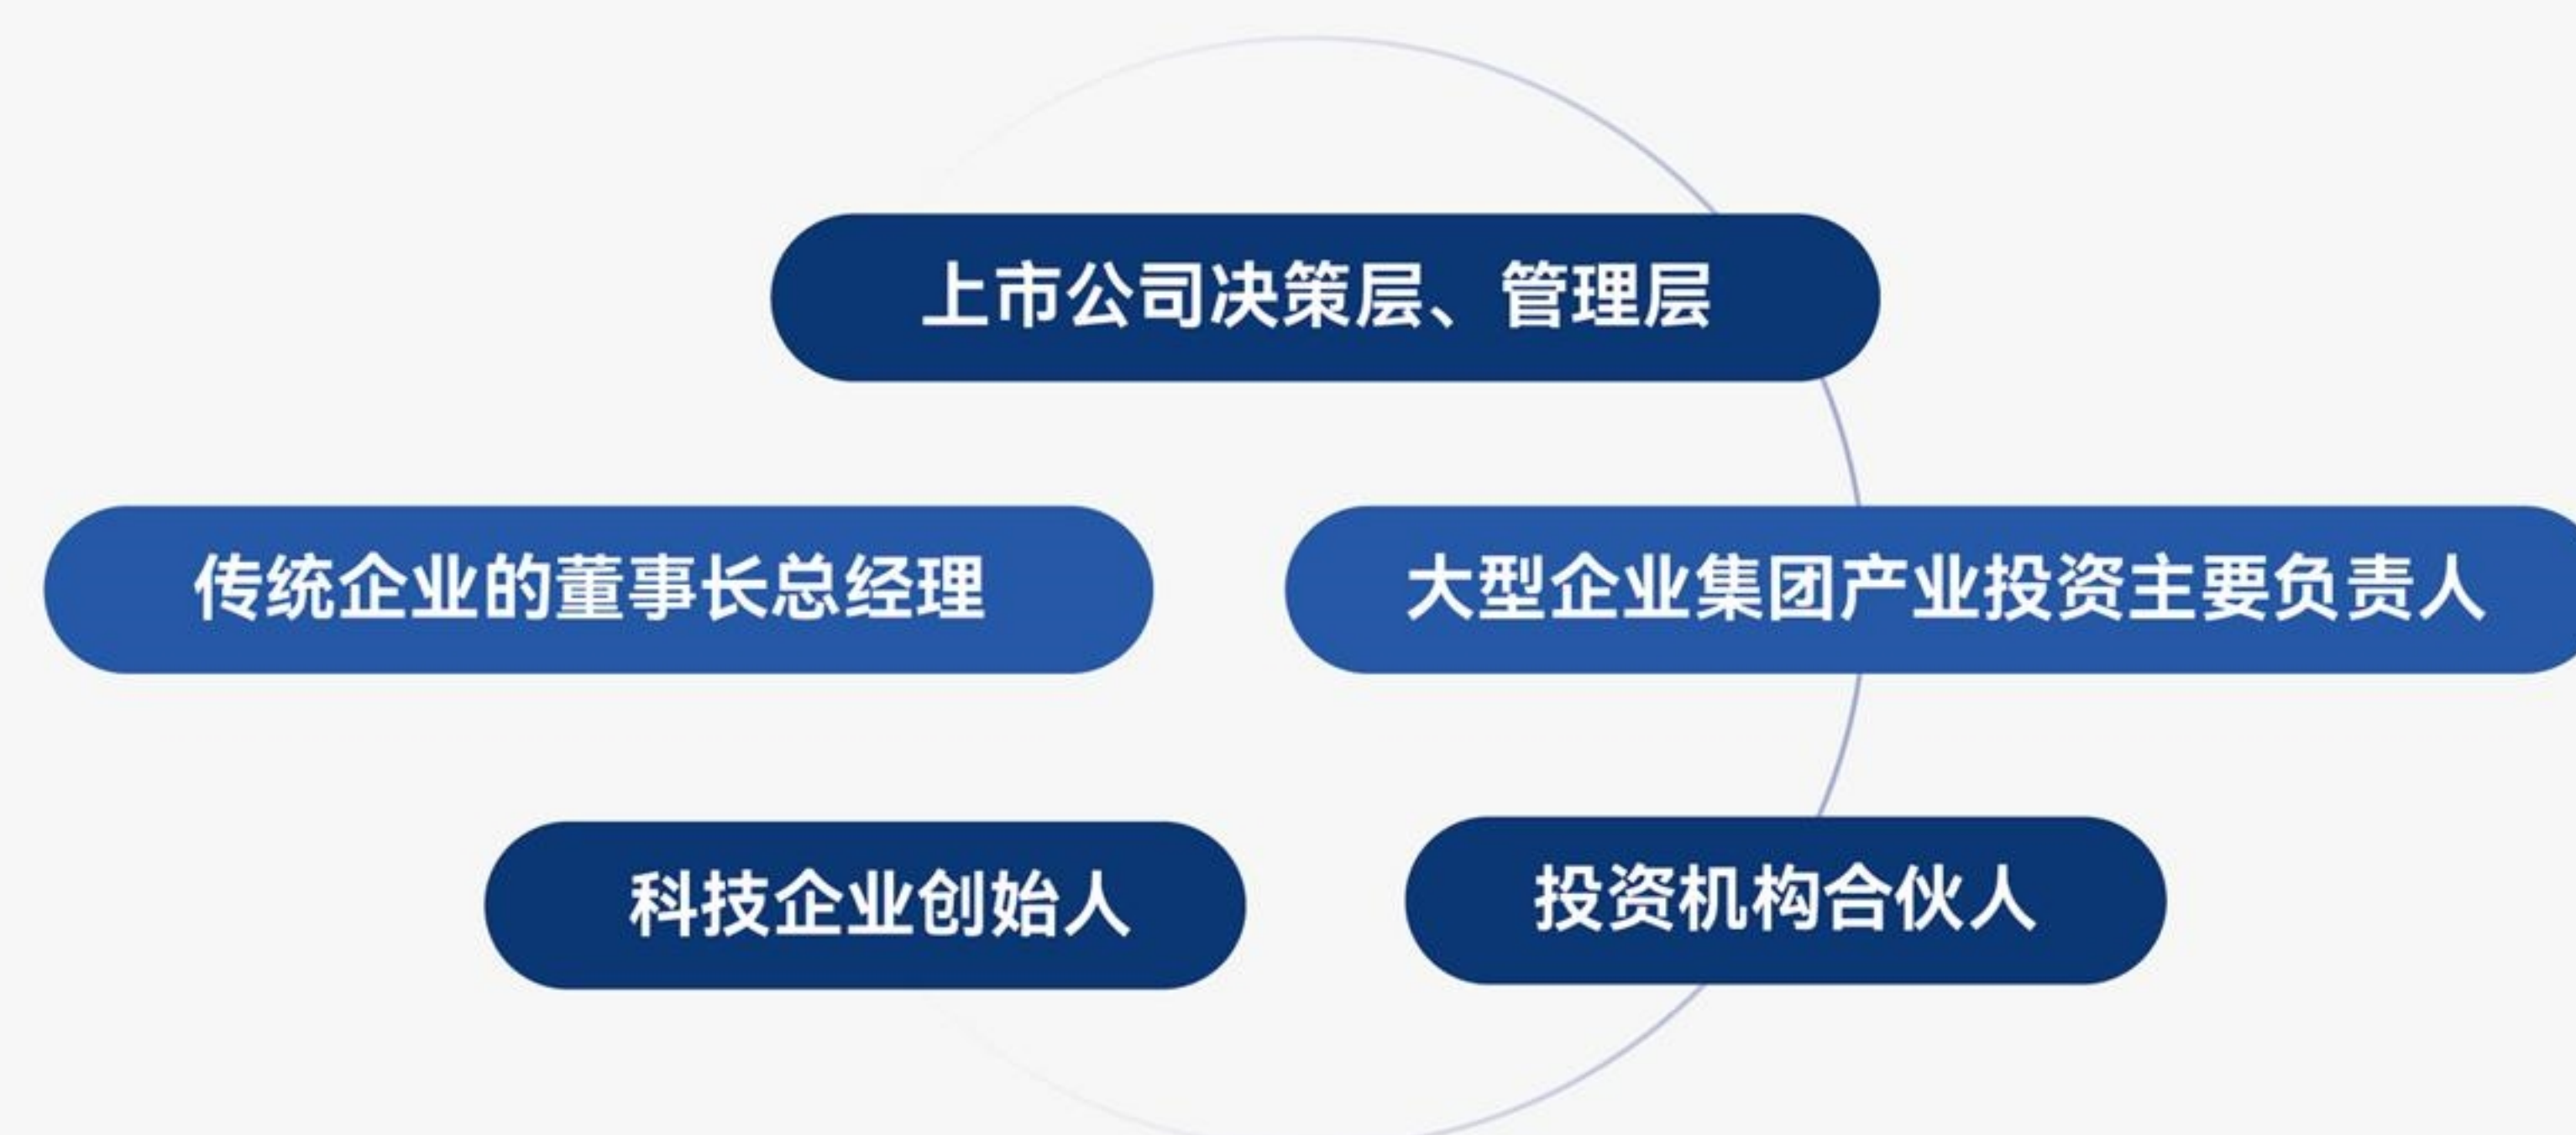 上市公司决策层、管理层
传统企业的董事长总经理
大型企业集团产业投资主要负责人
科技企业创始人
投资机构合伙人